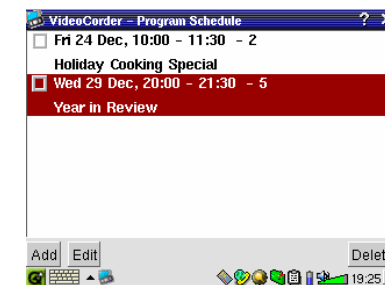 VideoCorder – Program Schedule ?
Fri 24 Dec, 10:00 - 11:30 - 2
Holiday Cooking Special
Wed 29 Dec, 20:00 - 21:30 - 5
Year in Review
Add Edit Delet
19:25